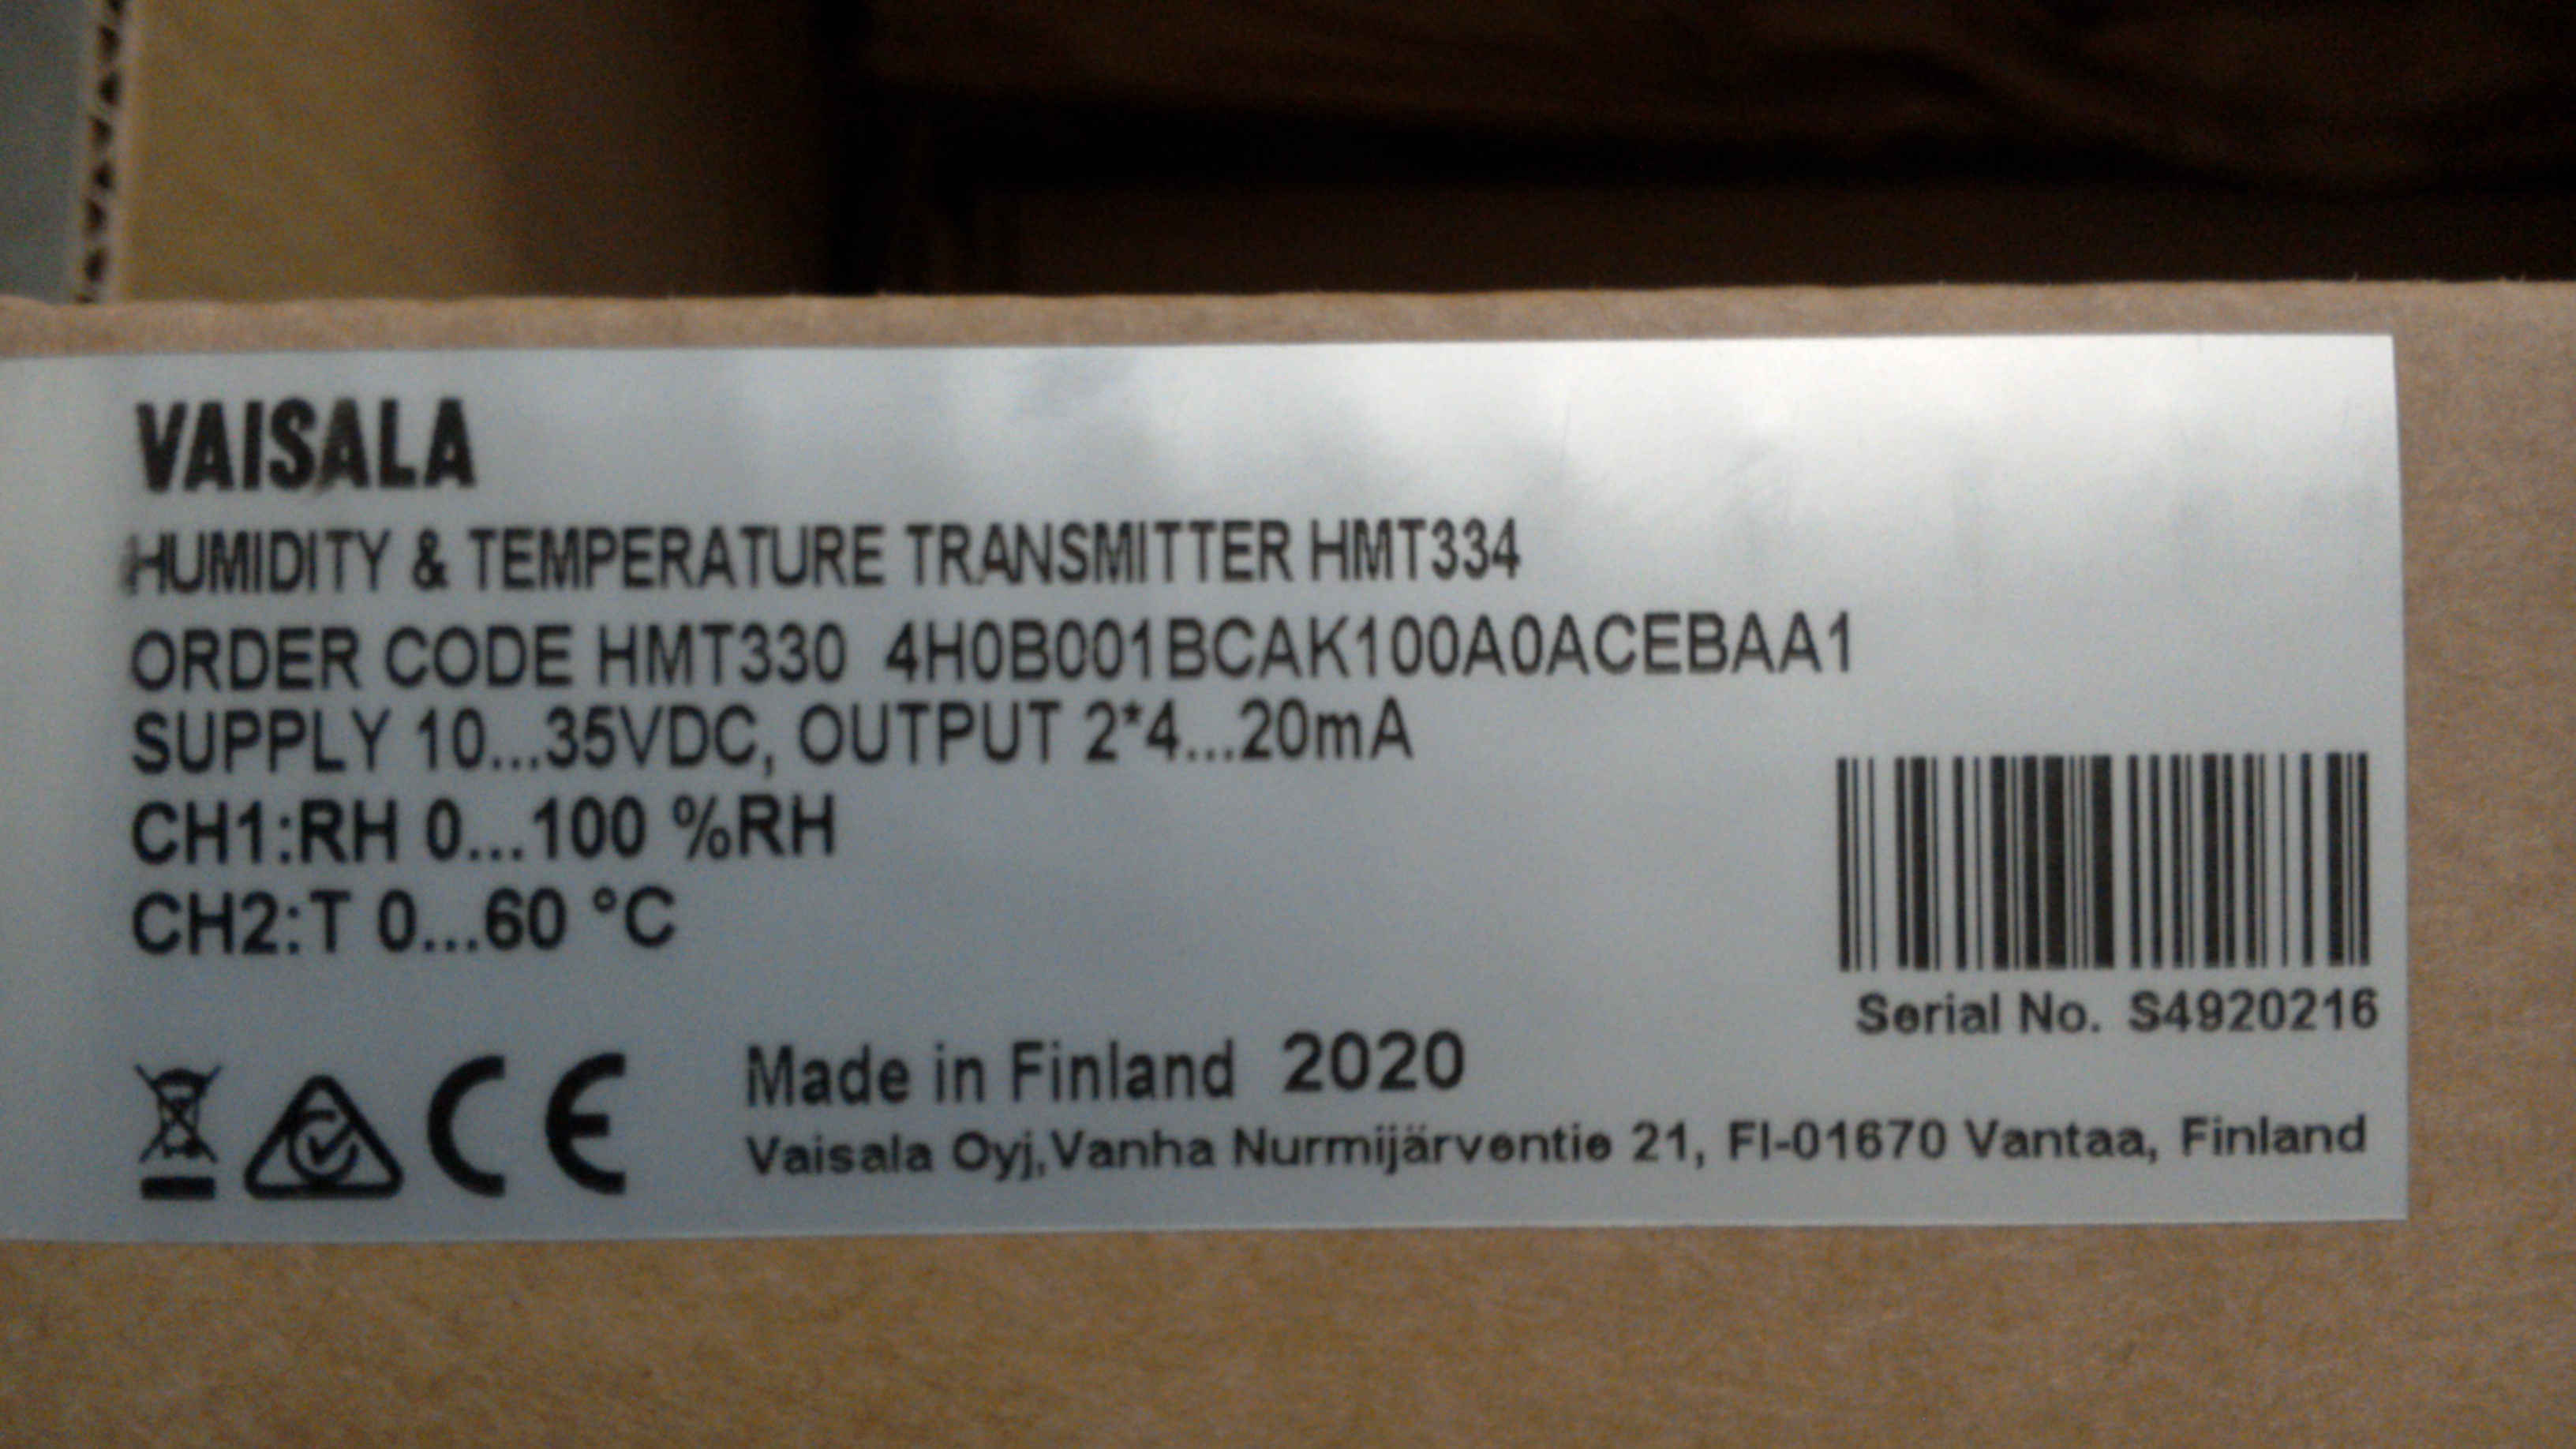 VAISALA
HUMIDITY & TEMPERATURE TRANSMITTER HMT334
ORDER CODE HMT330 4H0B001BCAK100A0ACEBAA1
SUPPLY 10...35VDC, OUTPUT 2*4...20mA
CH1:RH 0...100 %RH
CH2:T 0...60 °C
Serial No. S4920216
CE
Made in Finland 2020
Vaisala Oyj,Vanha Nurmijärventie 21, FI-01670 Vantaa, Finland